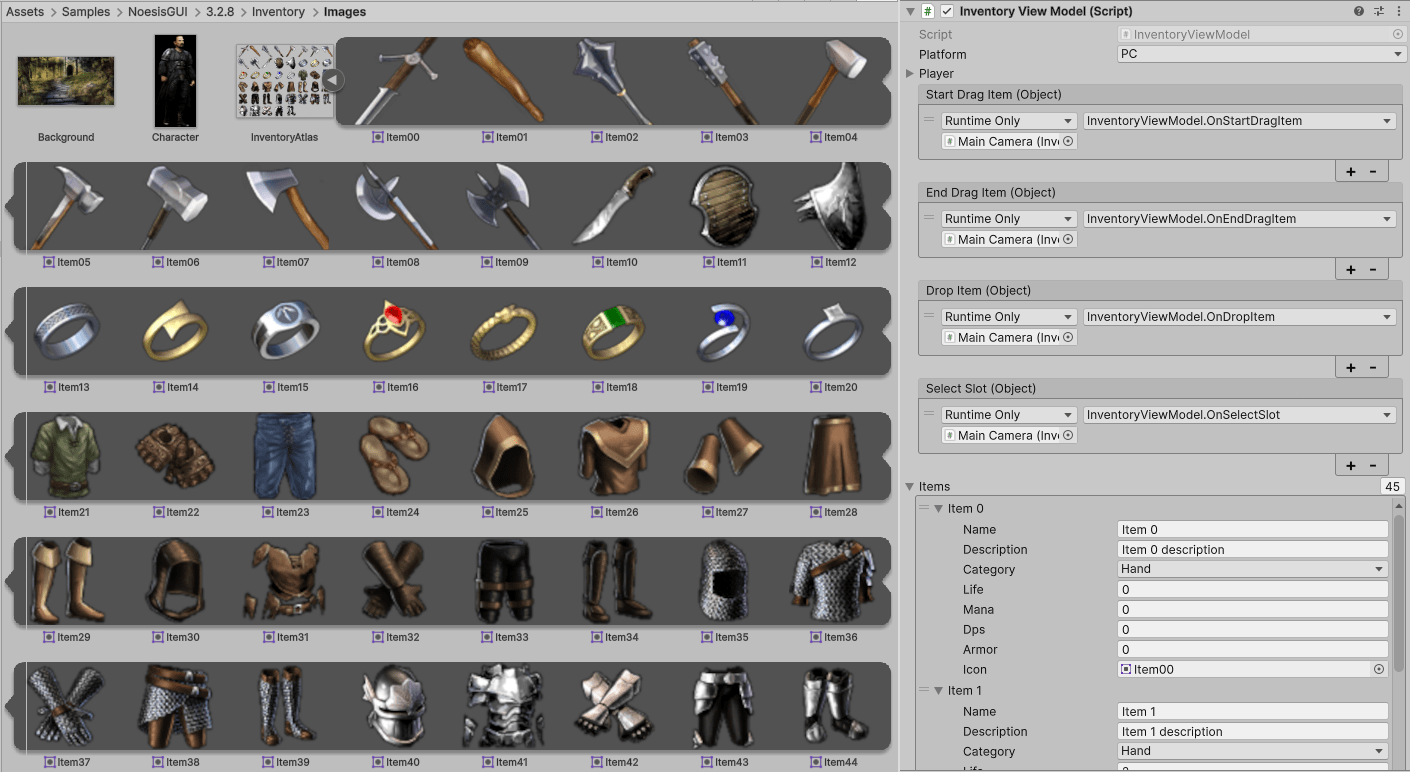 Assets > Samples > NoesisGUI > 3.2.8 > Inventory > Images
Background
Character
InventoryAtlas
Item00
Item01
Item02
Item03
Item04
Item05
Item06
Item07
Item08
Item09
Item10
Item11
Item12
Item13
Item14
Item15
Item16
Item17
Item18
Item19
Item20
Item21
Item22
Item23
Item24
Item25
Item26
Item27
Item28
Item29
Item30
Item31
Item32
Item33
Item34
Item35
Item36
Item37
Item38
Item39
Item40
Item41
Item42
Item43
Item44
# Inventory View Model (Script)
Script # InventoryViewModel
Platform PC
Player
Start Drag Item (Object)
Runtime Only InventoryViewModel.OnStartDragItem
# Main Camera (Inv
+ -
End Drag Item (Object)
Runtime Only InventoryViewModel.OnEndDragItem
# Main Camera (Inv
+ -
Drop Item (Object)
Runtime Only InventoryViewModel.OnDropItem
# Main Camera (Inv
+ -
Select Slot (Object)
Runtime Only InventoryViewModel.OnSelectSlot
# Main Camera (Inv
+ -
Items 45
Item 0
Name Item 0
Description Item 0 description
Category Hand
Life 0
Mana 0
Dps 0
Armor 0
Icon Item00
Item 1
Name Item 1
Description Item 1 description
Category Hand